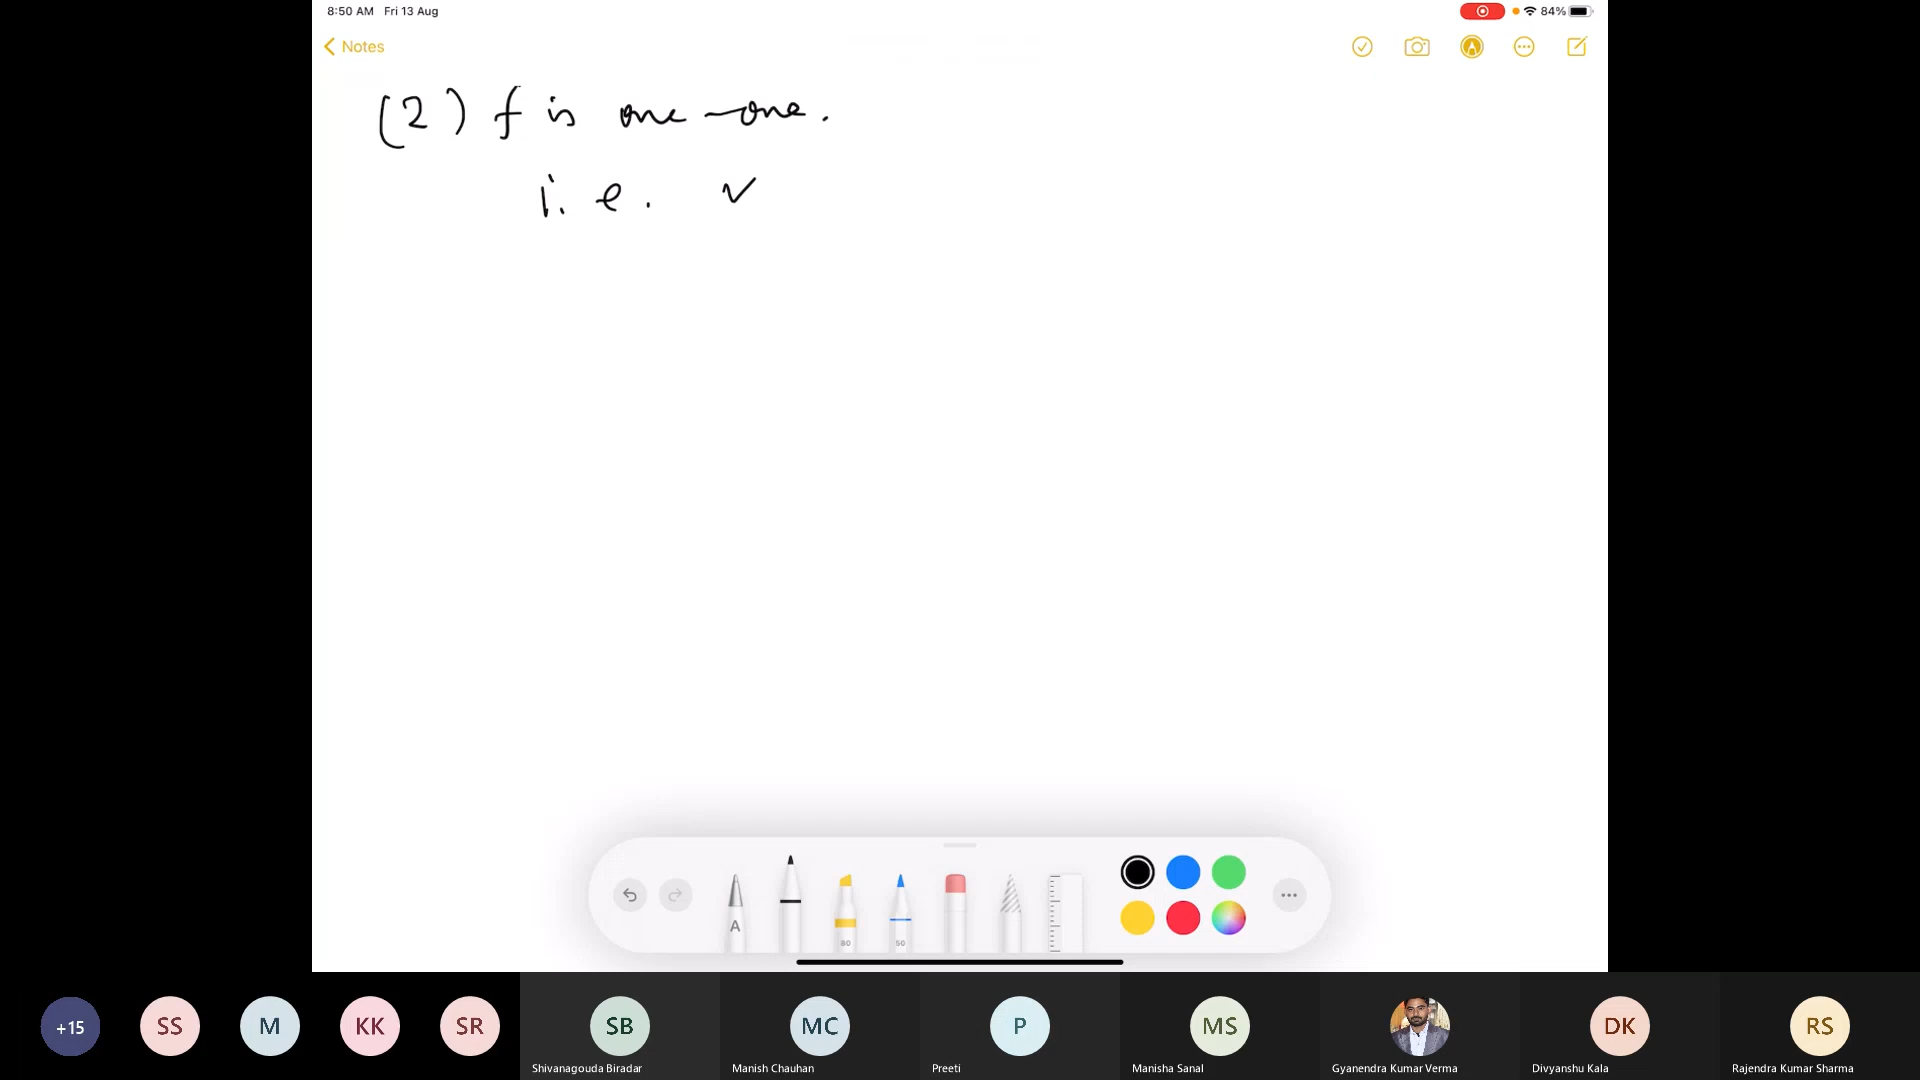 8:50 AM Fri 13 Aug
84%
Notes
(2) f is one-one.
i.e.
A
80
50
+15
SS
M
KK
SR
SB
MC
P
MS
DK
RS
Shivanagouda Biradar
Manish Chauhan
Preeti
Manisha Sanal
Gyanendra Kumar Verma
Divyanshu Kala
Rajendra Kumar Sharma